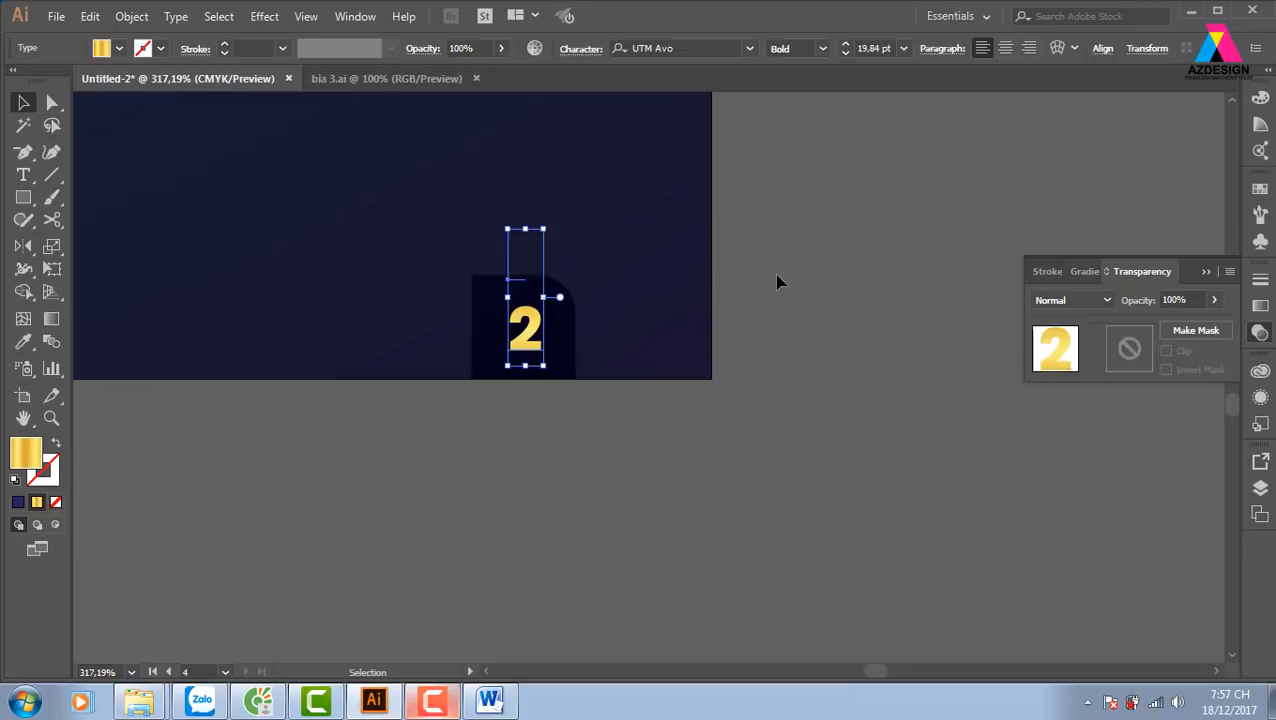 Ai File Edit Object Type Select Effect View Window Help Br St Essentials Search Adobe Stock
Type Stroke: Opacity: 100% Character: UTM Avo Bold 19,84 pt Paragraph: Align Transform
AZDESIGN
Untitled-2* @ 317,19% (CMYK/Preview) × bia 3.ai @ 100% (RGB/Preview) ×
Stroke Gradie Transparency
Normal Opacity: 100%
2
2
Make Mask
Clip
Invert Mask
317,19% 4 Selection
Zalo
Ai
W
7:57 CH
18/12/2017